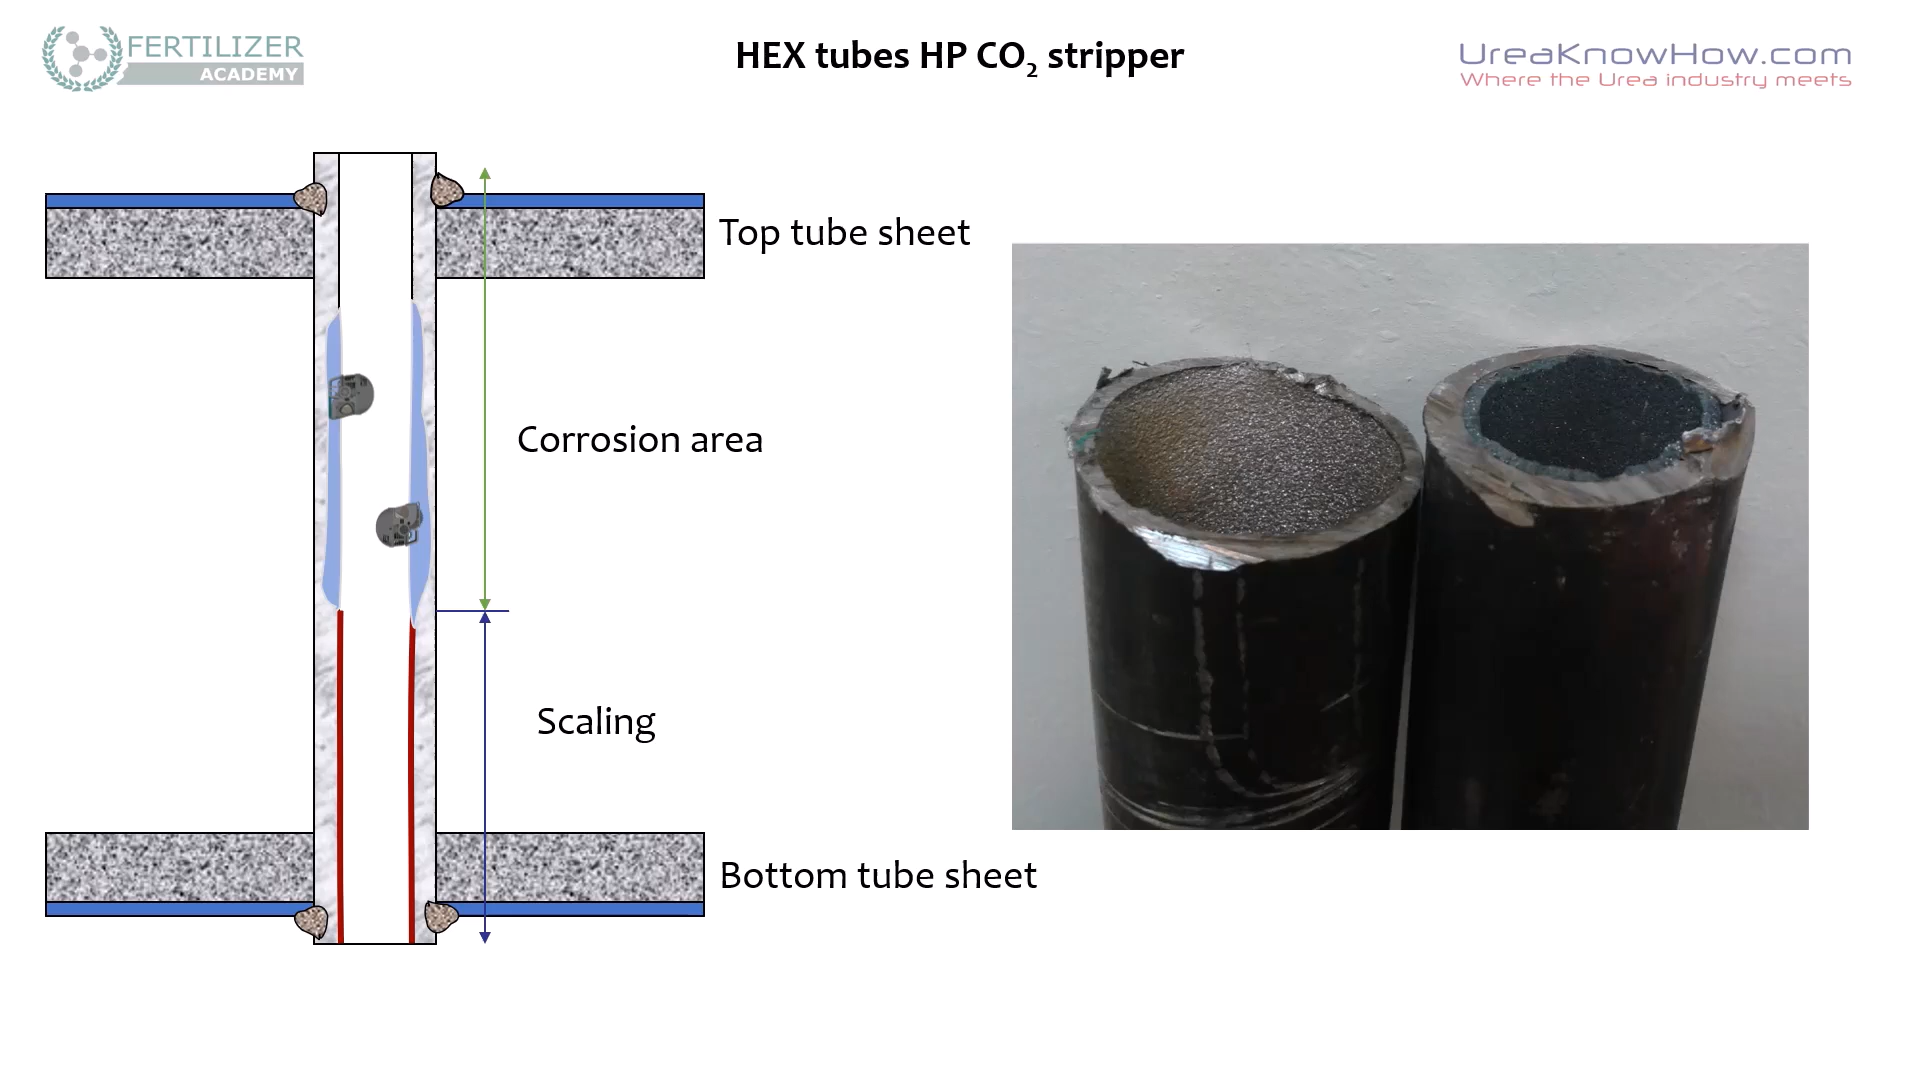 FERTILIZER
ACADEMY
HEX tubes HP CO₂ stripper
UreaKnowHow.com
Where the Urea industry meets
Top tube sheet
Corrosion area
Scaling
Bottom tube sheet